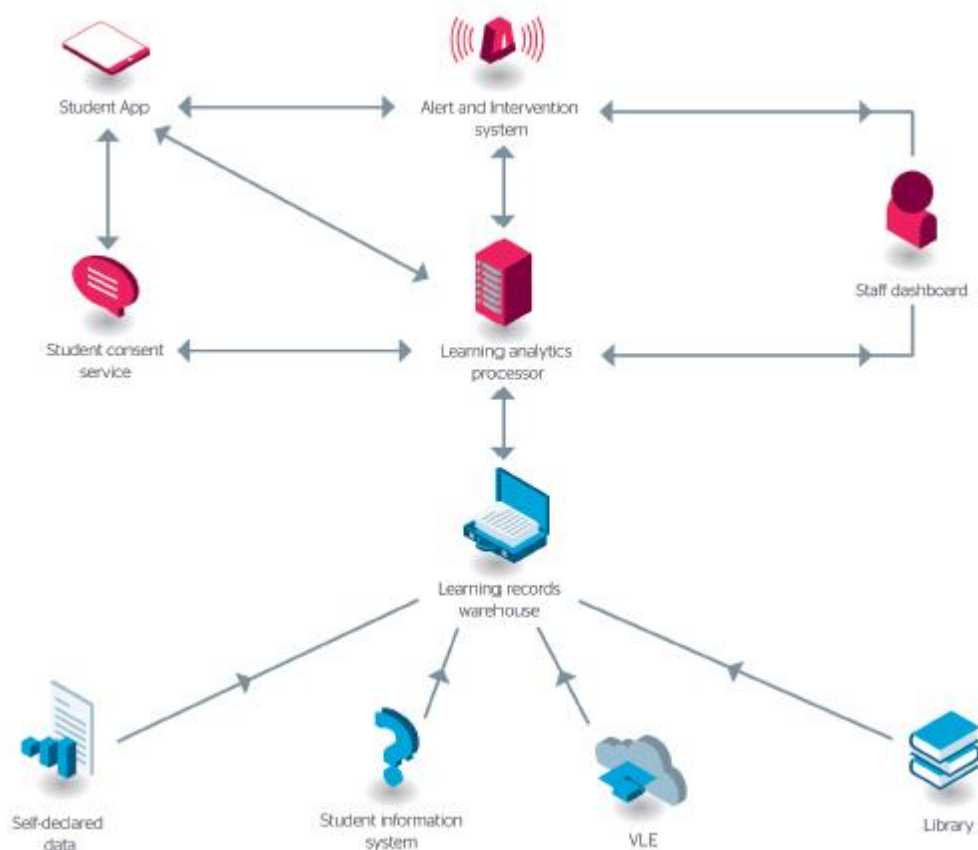 Student App
Alert and Intervention
system
Staff dashboard
Student consent
service
Learning analytics
processor
Learning records
warehouse
Self-declared
data
Student information
system
VLE
Library